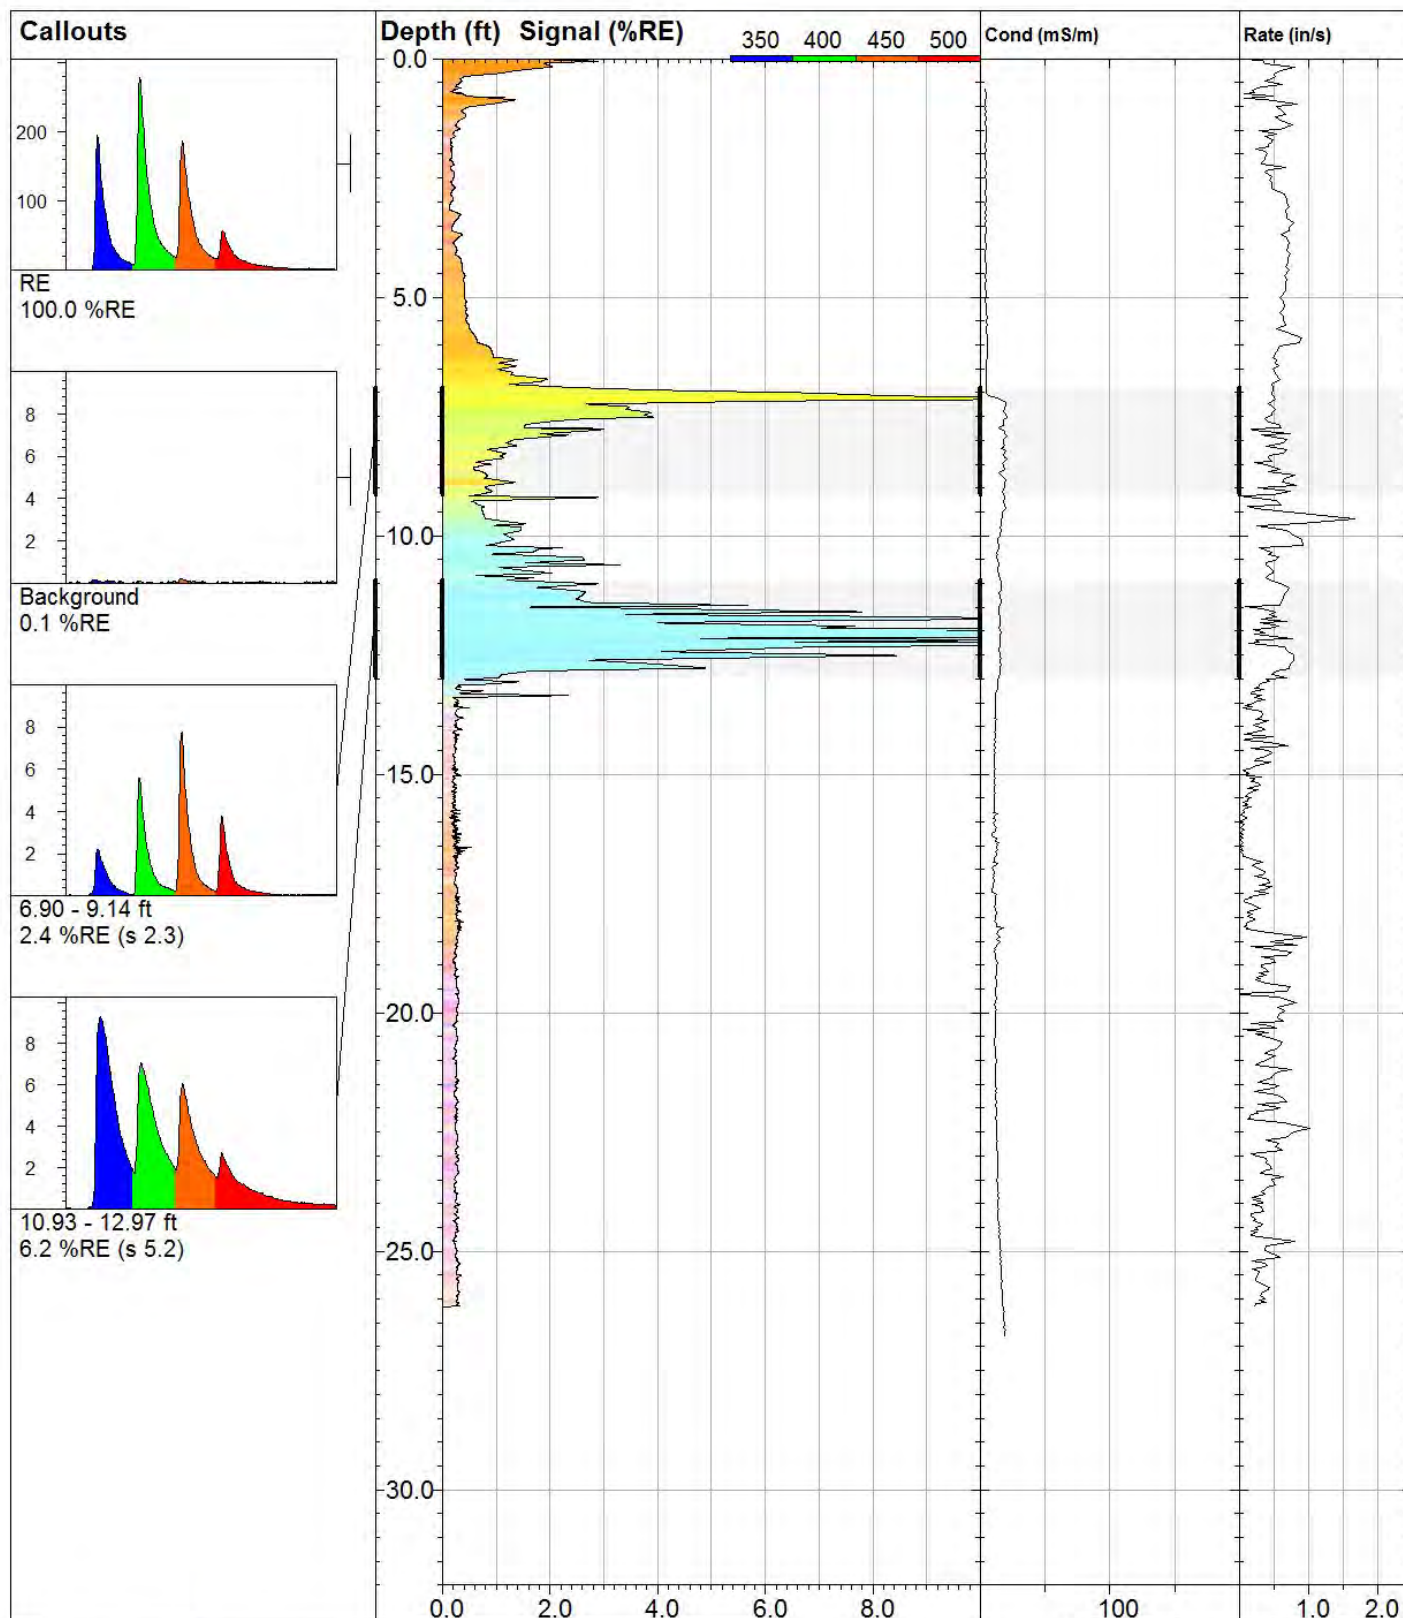 Callouts
Depth (ft) Signal (%RE)
350 400 450 500
Cond (mS/m)
Rate (in/s)
200
100
RE
100.0 %RE
8
6
4
2
Background
0.1 %RE
8
6
4
2
6.90 - 9.14 ft
2.4 %RE (s 2.3)
8
6
4
2
10.93 - 12.97 ft
6.2 %RE (s 5.2)
0.0
5.0
10.0
15.0
20.0
25.0
30.0
0.0 2.0 4.0 6.0 8.0
100
1.0 2.0